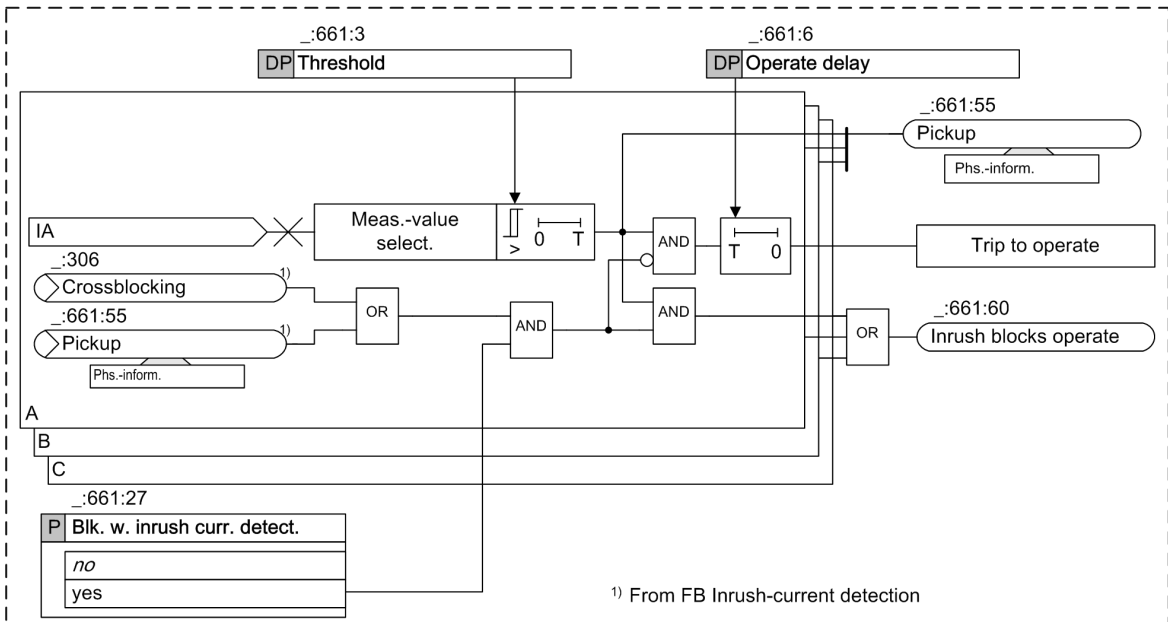 _:661:3
DP Threshold
_:661:6
DP Operate delay
_:661:55
Pickup
Phs.-inform.
IA
Meas.-value
select.
>
0 T
AND
T 0
Trip to operate
_:306
Crossblocking
1)
OR
AND
AND
_:661:55
Pickup
1)
Phs.-inform.
OR
_:661:60
Inrush blocks operate
A
B
C
_:661:27
P Blk. w. inrush curr. detect.
no
yes
1) From FB Inrush-current detection